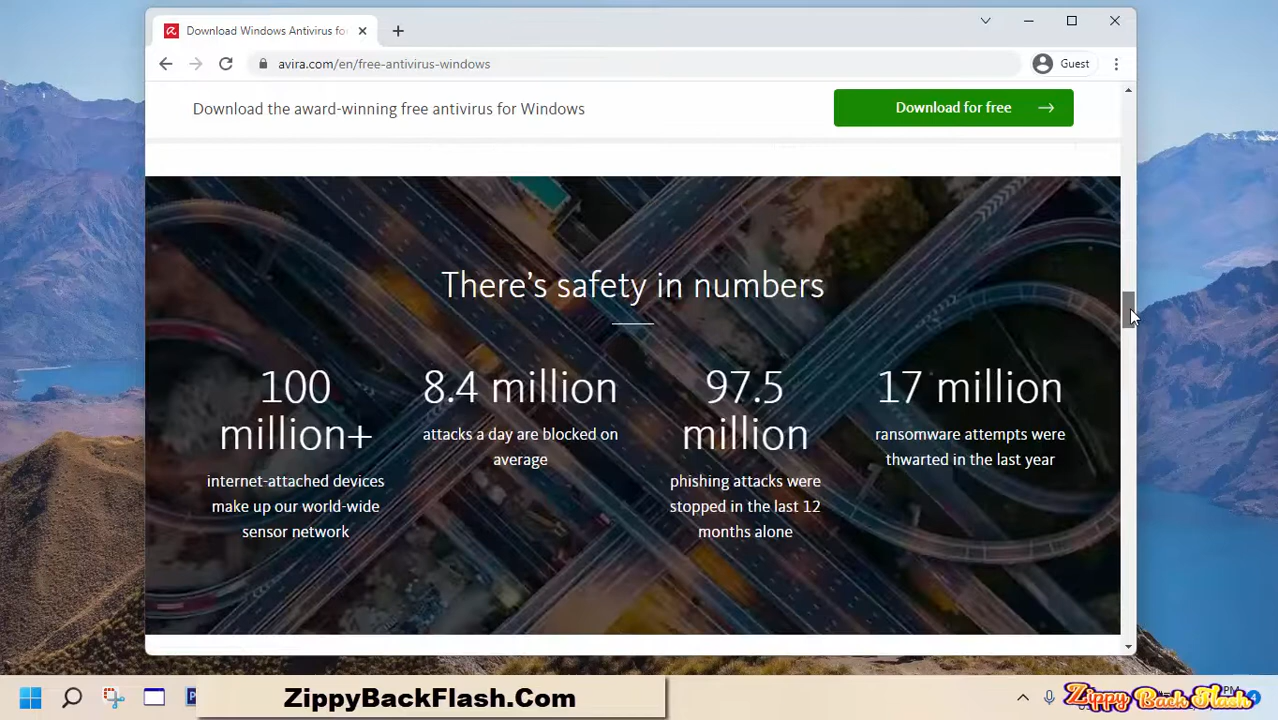 Download Windows Antivirus fo
avira.com/en/free-antivirus-windows
Guest
Download the award-winning free antivirus for Windows
Download for free
There's safety in numbers
100
million+
internet-attached devices
make up our world-wide
sensor network
8.4 million
attacks a day are blocked on
average
97.5
million
phishing attacks were
stopped in the last 12
months alone
17 million
ransomware attempts were
thwarted in the last year
ZippyBackFlash.Com
Zippy Back Flash